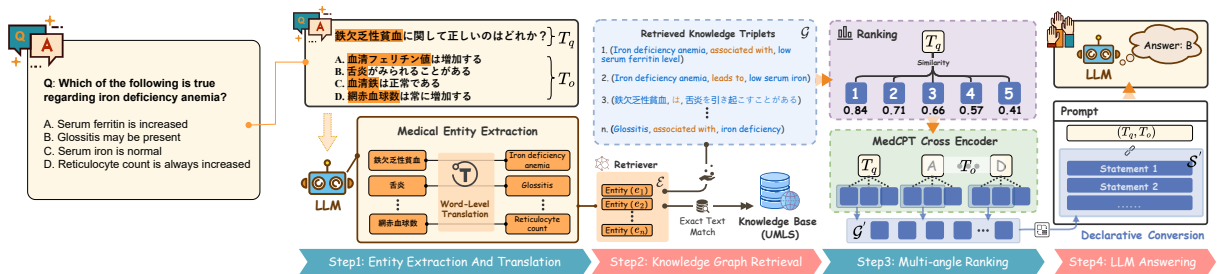 Q
A
Q: Which of the following is true
regarding iron deficiency anemia?
A. Serum ferritin is increased
B. Glossitis may be present
C. Serum iron is normal
D. Reticulocyte count is always increased
Q
A
鉄欠乏性貧血に関して正しいのはどれか?
T_q
A. 血清フェリチン値は増加する
B. 舌炎がみられることがある
C. 血清鉄は正常である
D. 網赤血球数は常に増加する
T_o
LLM
Medical Entity Extraction
鉄欠乏性貧血
Iron deficiency
anemia
舌炎
Glossitis
網赤血球数
Reticulocyte
count
T
Word-Level
Translation
Step1: Entity Extraction And Translation
Retrieved Knowledge Triplets
G
1. (Iron deficiency anemia, associated with, low
serum ferritin level)
2. (Iron deficiency anemia, leads to, low serum iron)
3. (鉄欠乏性貧血, は, 舌炎を引き起こすことがある)
n. (Glossitis, associated with, iron deficiency)
Retriever
Entity (e_1)
Entity (e_2)
Entity (e_n)
E
Exact Text
Match
Knowledge Base
(UMLS)
Step2: Knowledge Graph Retrieval
Ranking
T_q
Similarity
1 2 3 4 5
0.84 0.71 0.66 0.57 0.41
MedCPT Cross Encoder
T_q
A
T_o
D
G'
...
Step3: Multi-angle Ranking
LLM
Answer: B
Prompt
(T_q, T_o)
S'
Statement 1
Statement 2
......
Declarative Conversion
Step4: LLM Answering